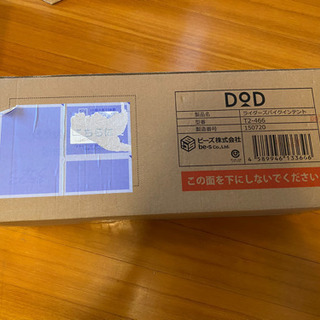 DOD
製品名 ライダーズバイクインテント
型番 T2-466
製造番号 150720
ビーズ株式会社
be-s Co.,Ltd.
4 589946 133666
この面を下にしないでください